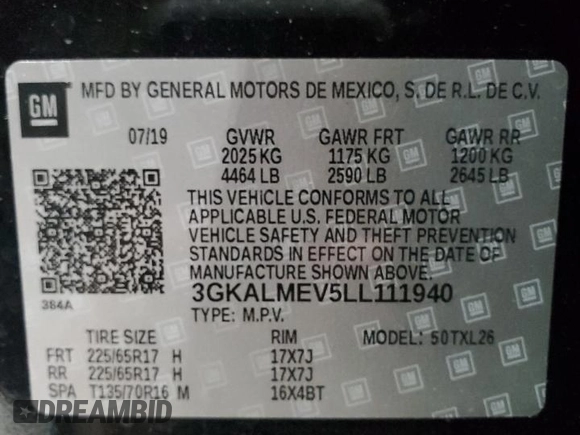 GM MFD BY GENERAL MOTORS DE MEXICO, S. DE R.L. DE C.V.
07/19 GVWR GAWR FRT GAWR RR
2025 KG 1175 KG 1200 KG
4464 LB 2590 LB 2645 LB
THIS VEHICLE CONFORMS TO ALL
APPLICABLE U.S. FEDERAL MOTOR
VEHICLE SAFETY AND THEFT PREVENTION
STANDARDS IN EFFECT ON THE DATE OF
MANUFACTURE SHOWN ABOVE.
384A 3GKALMEV5LL111940
TYPE: M.P.V.
TIRE SIZE RIM MODEL: 50TXL26
FRT 225/65R17 H 17X7J
RR 225/65R17 H 17X7J
SPA T135/70R16 M 16X4BT
DREAMBID